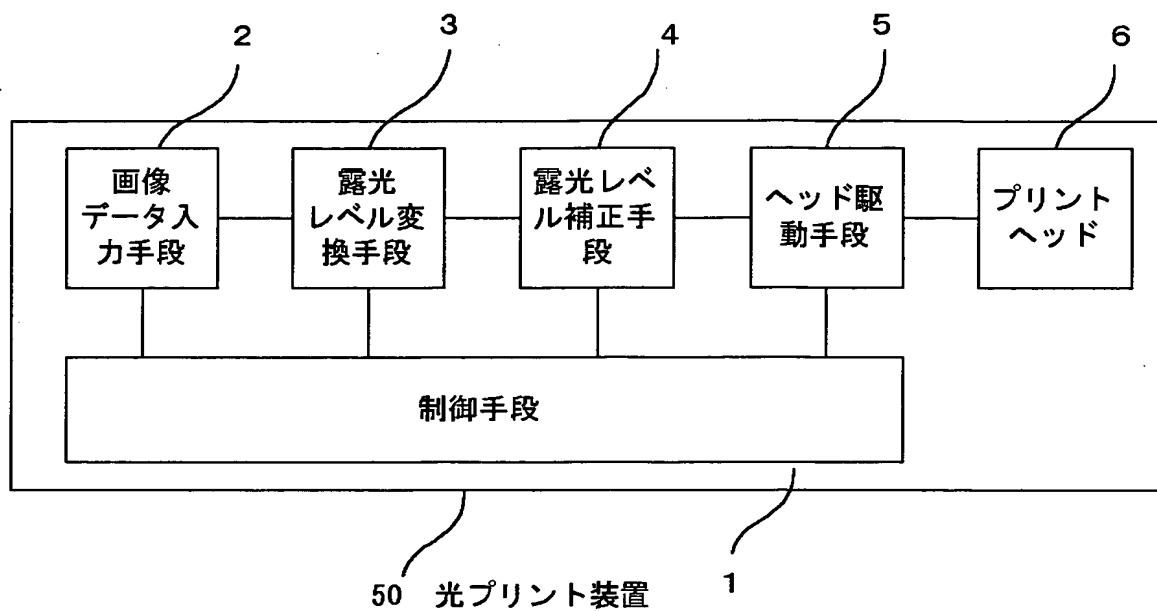 2
3
4
5
6
画像
データ入
力手段
露光
レベル変
換手段
露光レベ
ル補正手
段
ヘッド駆
動手段
プリント
ヘッド
制御手段
50 光プリント装置
1